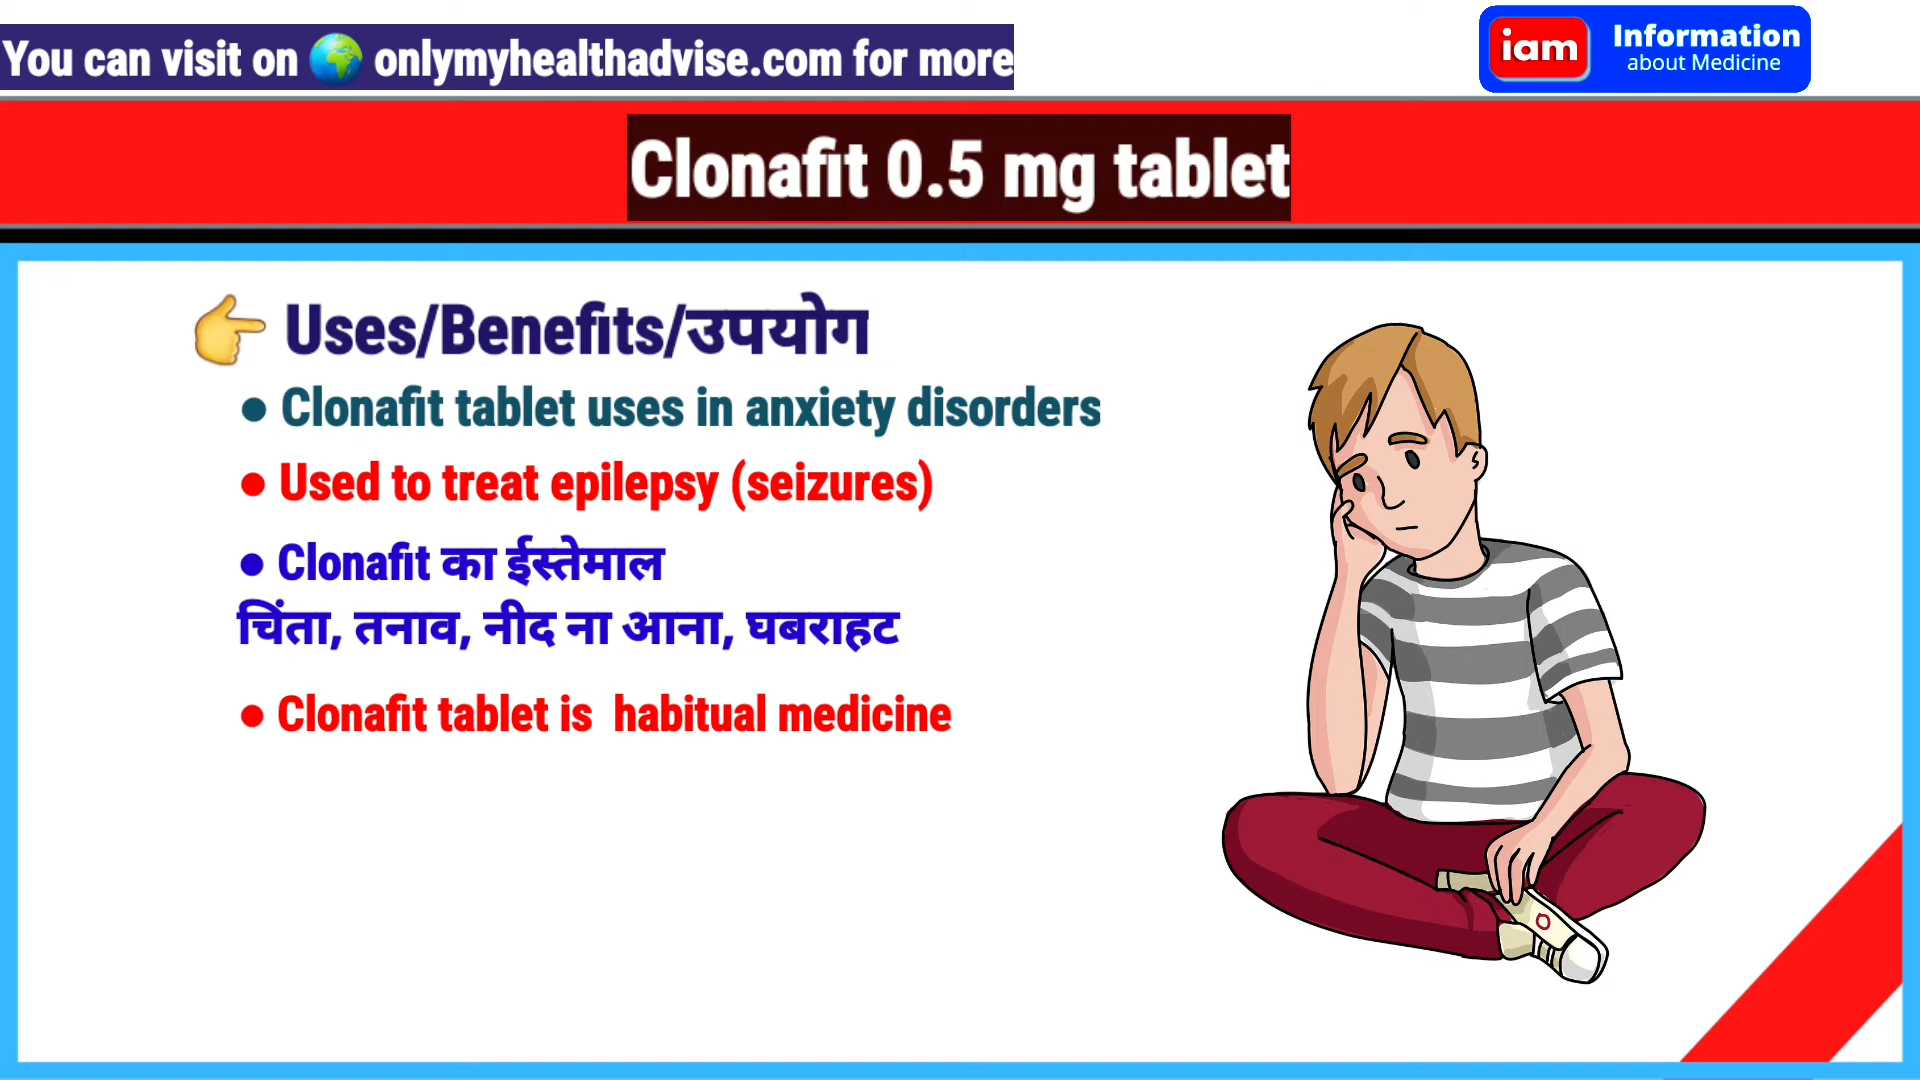 You can visit on 🌍 onlymyhealthadvise.com for more
iam
Information
about Medicine
Clonafit 0.5 mg tablet
👉 Uses/Benefits/उपयोग
● Clonafit tablet uses in anxiety disorders
● Used to treat epilepsy (seizures)
● Clonafit का ईस्तेमाल
चिंता, तनाव, नीद ना आना, घबराहट
● Clonafit tablet is habitual medicine